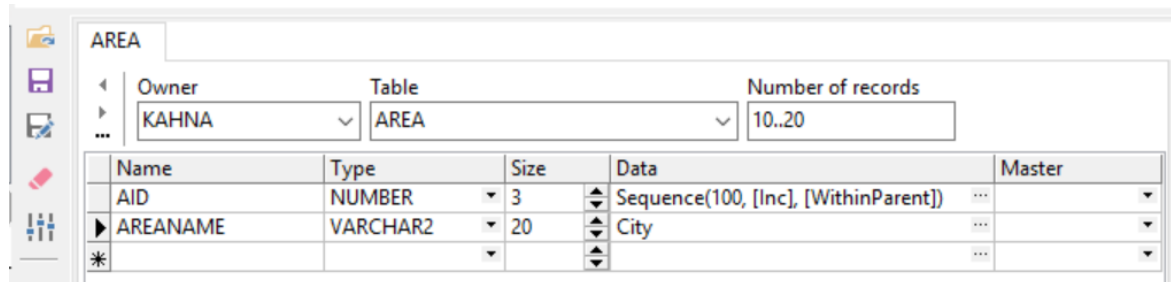 AREA
Owner Table Number of records
KAHNA AREA 10..20
Name Type Size Data Master
AID NUMBER 3 Sequence(100, [Inc], [WithinParent]) ...
AREANAME VARCHAR2 20 City ...
...